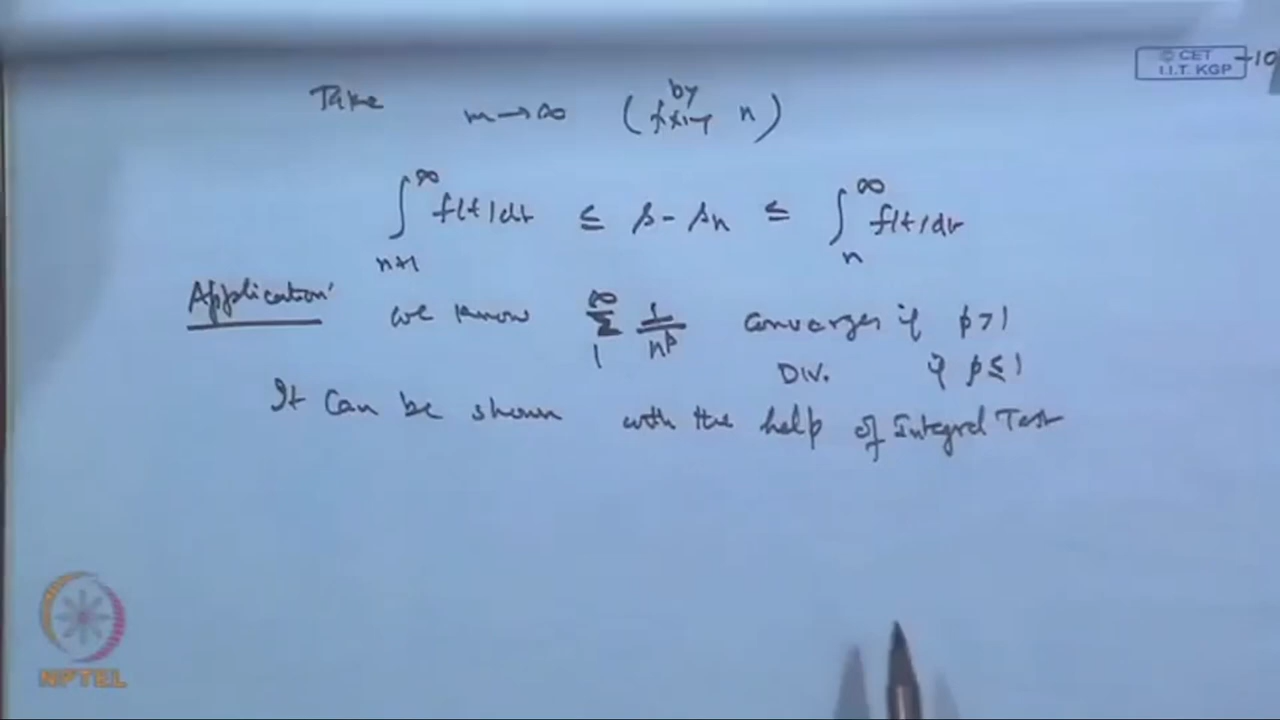 © CET
I.I.T. KGP
Take m→∞ (by fixing n)
∫_{n+1}^{∞} f(t)dt ≤ s - s_n ≤ ∫_{n}^{∞} f(t)dt
Application: we know ∑_{1}^{∞} 1/n^p converges if p>1
DIV. if p≤1
It can be shown with the help of Integral Test
NPTEL